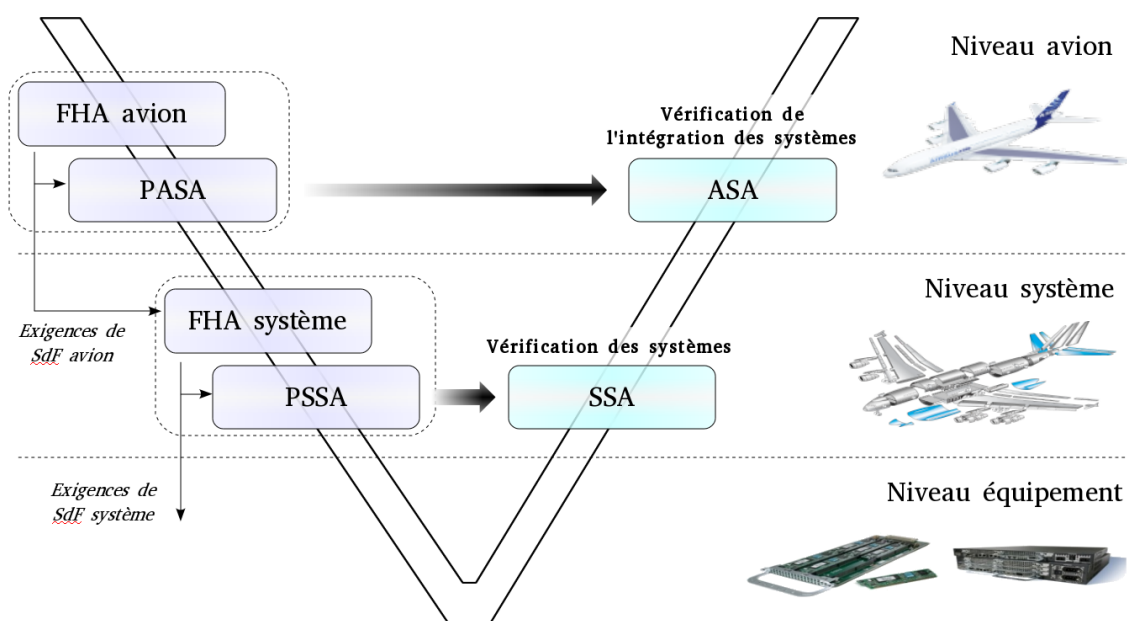 Niveau avion
FHA avion
Vérification de
l'intégration des systèmes
PASA
ASA
Niveau système
FHA système
Exigences de
SdF avion
Vérification des systèmes
PSSA
SSA
Exigences de
SdF système
Niveau équipement